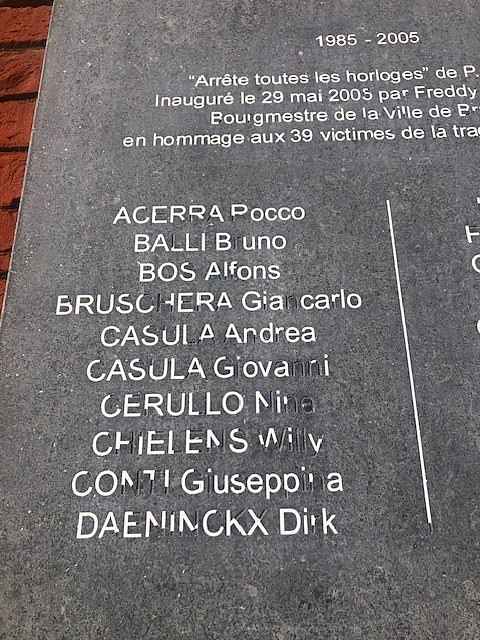 1985 - 2005
"Arrête toutes les horloges" de P.
Inauguré le 29 mai 2005 par Freddy
Bourgmestre de la Ville de
en hommage aux 39 victimes de la
ACERRA Rocco
BALLI Bruno
BOS Alfons
BRUSCHERA Giancarlo
CASULA Andrea
CASULA Giovanni
CERULLO Nino
CHIELENS Willy
CONTI Giuseppina
DAENINCKX Dirk